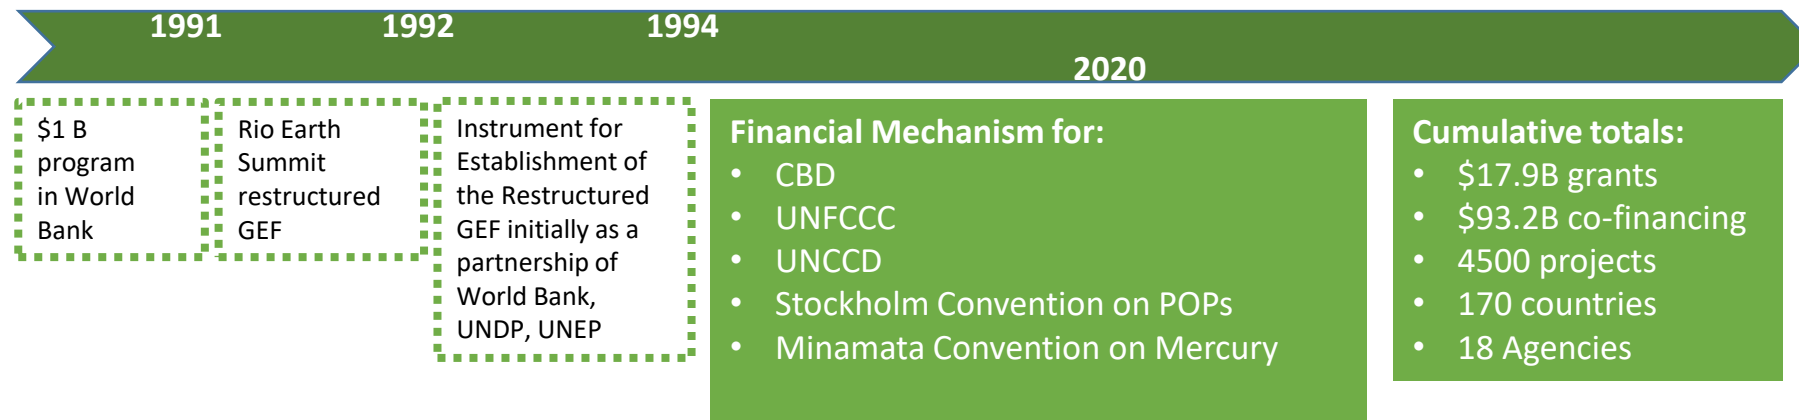 1991
1992
1994
2020
$1 B
program
in World
Bank
Rio Earth
Summit
restructured
GEF
Instrument for
Establishment of
the Restructured
GEF initially as a
partnership of
World Bank,
UNDP, UNEP
Financial Mechanism for:
• CBD
• UNFCCC
• UNCCD
• Stockholm Convention on POPs
• Minamata Convention on Mercury
Cumulative totals:
• $17.9B grants
• $93.2B co-financing
• 4500 projects
• 170 countries
• 18 Agencies